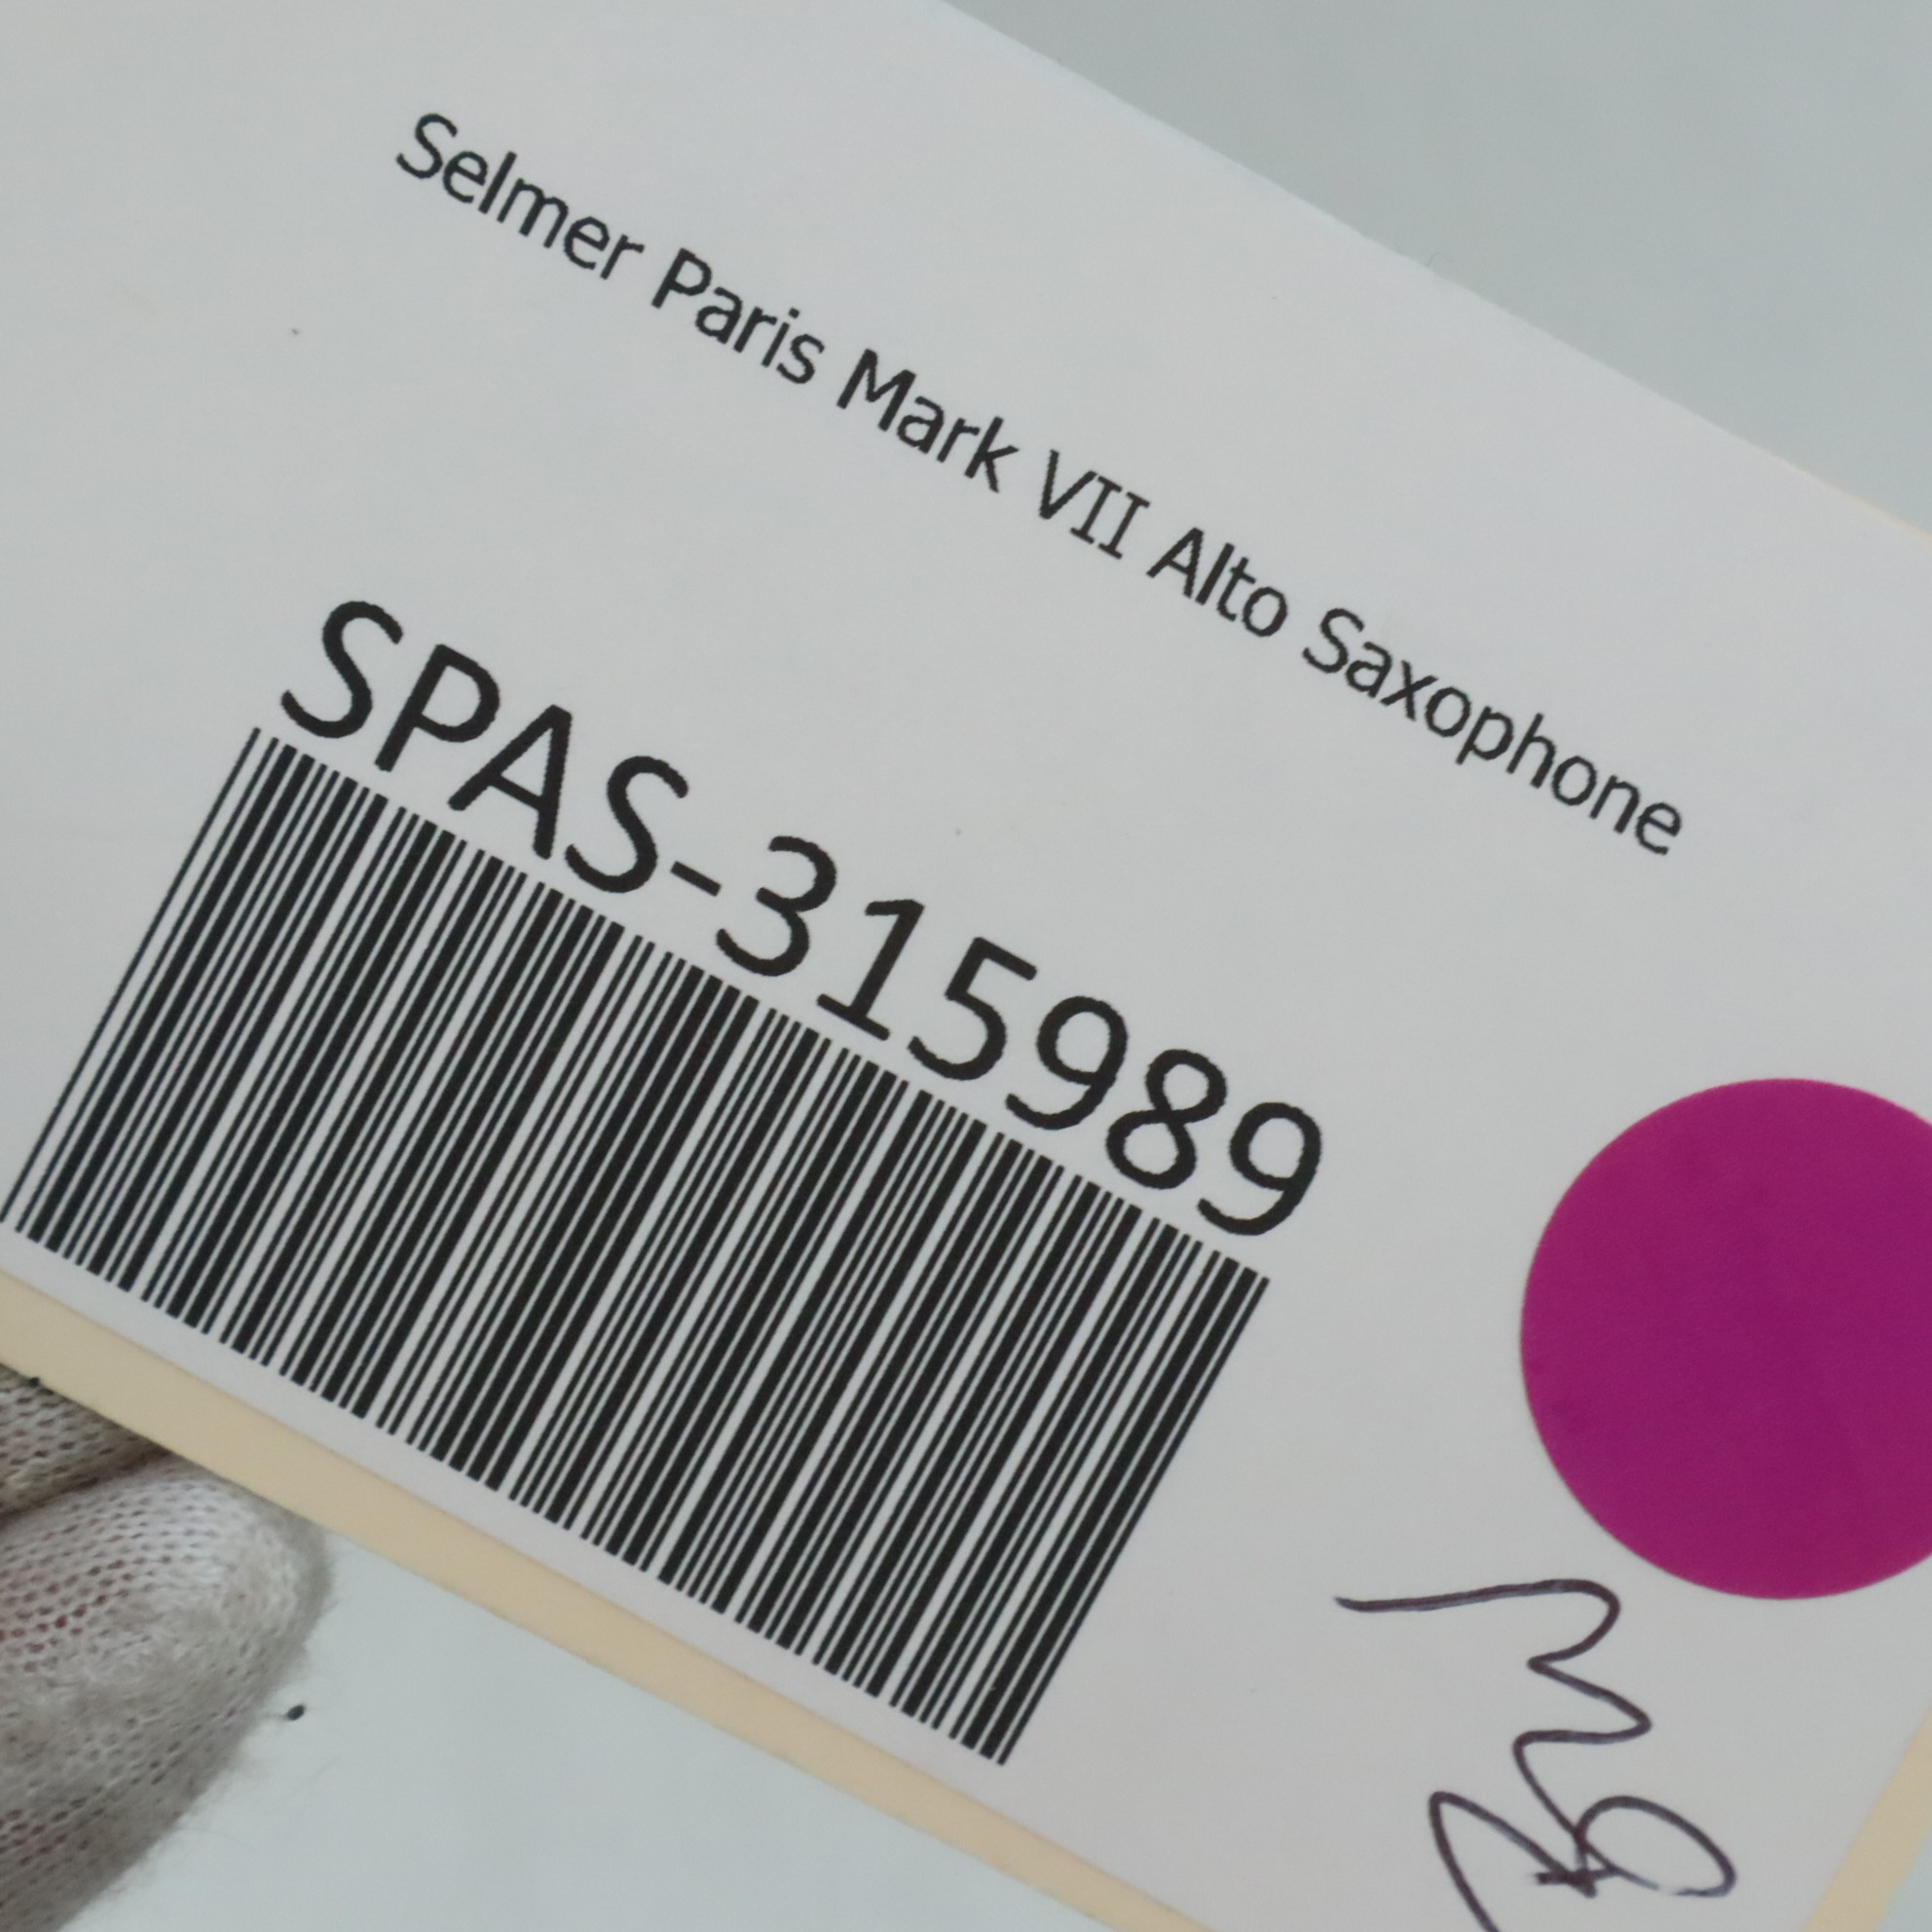 Selmer Paris Mark VII Alto Saxophone
SPAS-315989